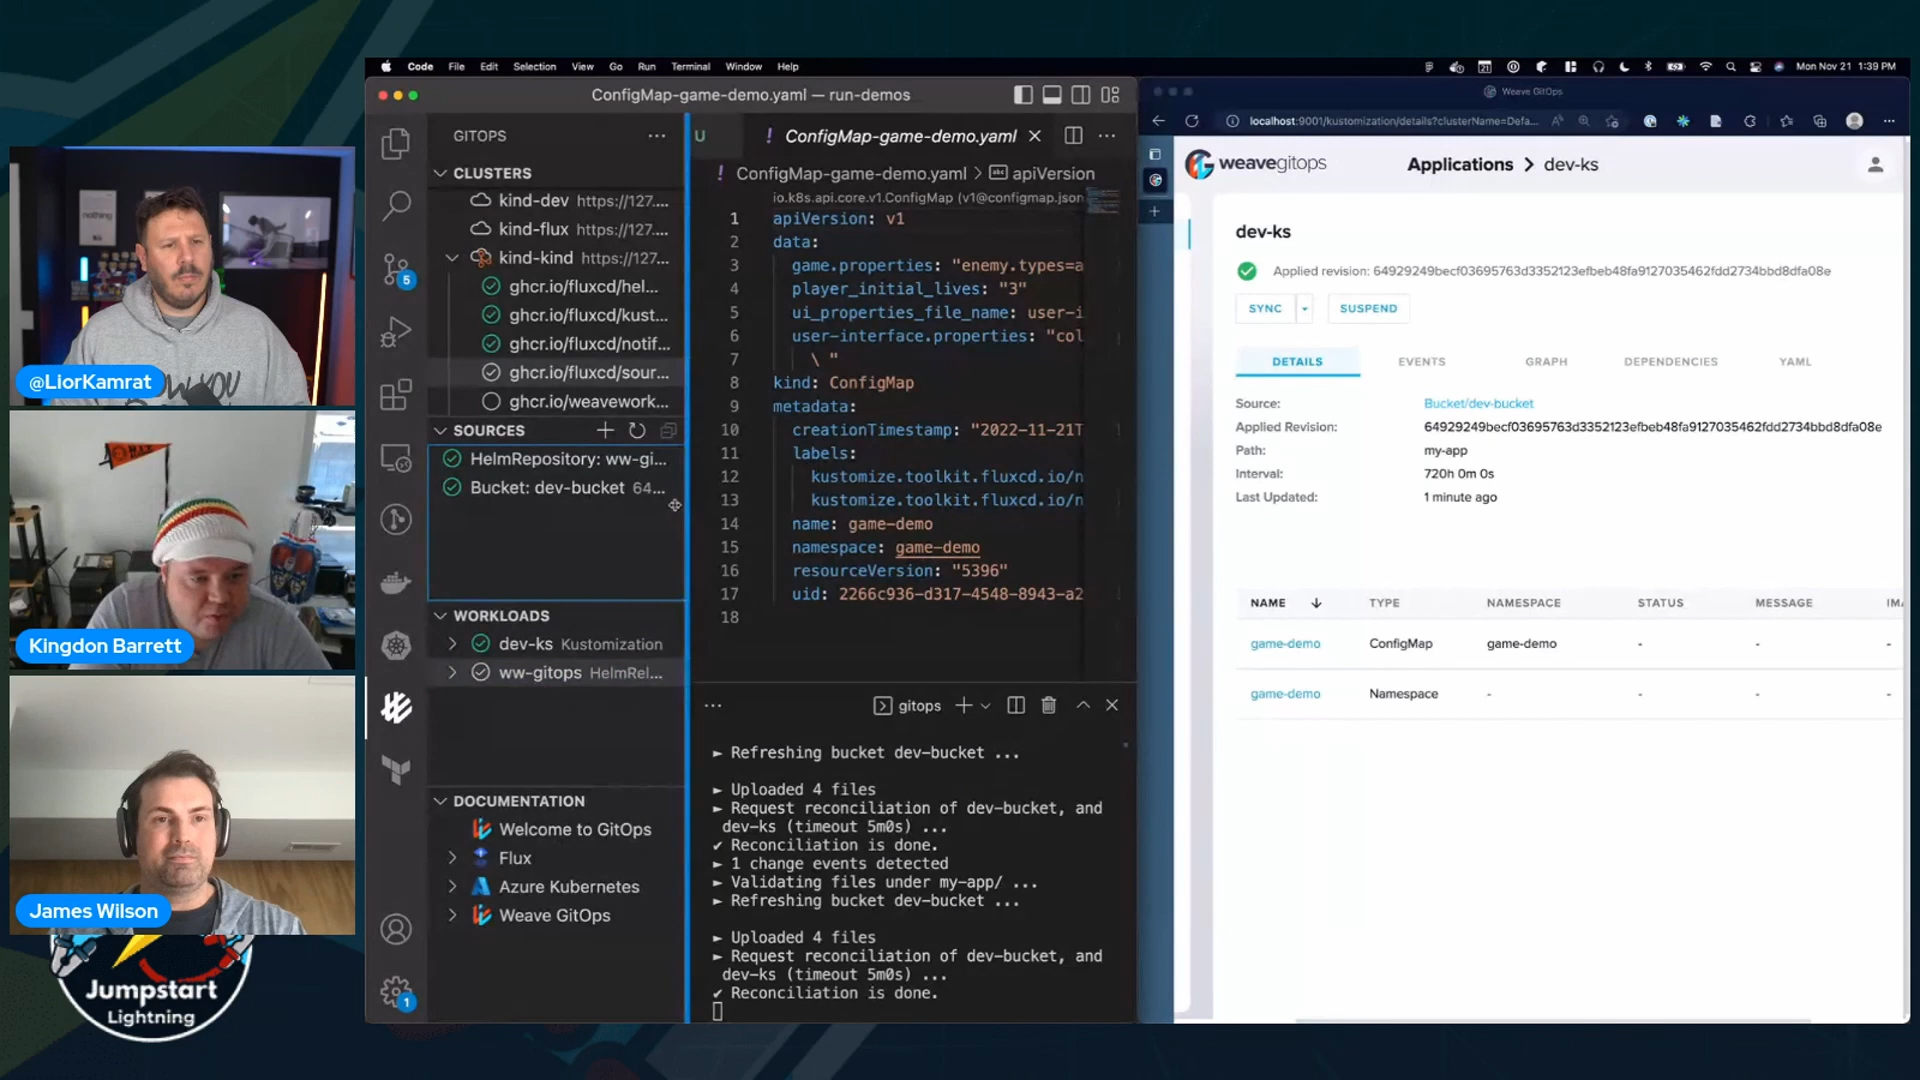 Code File Edit Selection View Go Run Terminal Window Help
Mon Nov 21 1:39 PM
ConfigMap-game-demo.yaml — run-demos
Weave GitOps
localhost:9001/kustomization/details?clusterName=Defa...
@LiorKamrat
Kingdon Barrett
James Wilson
Jumpstart
Lightning
5
1
GITOPS
CLUSTERS
kind-dev https://127....
kind-flux https://127....
kind-kind https://127...
ghcr.io/fluxcd/hel...
ghcr.io/fluxcd/kust...
ghcr.io/fluxcd/notif...
ghcr.io/fluxcd/sour...
ghcr.io/weavework...
SOURCES
HelmRepository: ww-gi...
Bucket: dev-bucket 64...
WORKLOADS
dev-ks Kustomization
ww-gitops HelmRel...
DOCUMENTATION
Welcome to GitOps
Flux
Azure Kubernetes
Weave GitOps
U
! ConfigMap-game-demo.yaml
! ConfigMap-game-demo.yaml > abc apiVersion
io.k8s.api.core.v1.ConfigMap (v1@configmap.json
1 apiVersion: v1
2 data:
3 game.properties: "enemy.types=a
4 player_initial_lives: "3"
5 ui_properties_file_name: user-i
6 user-interface.properties: "col
7 \ "
8 kind: ConfigMap
9 metadata:
10 creationTimestamp: "2022-11-21T
11 labels:
12 kustomize.toolkit.fluxcd.io/n
13 kustomize.toolkit.fluxcd.io/n
14 name: game-demo
15 namespace: game-demo
16 resourceVersion: "5396"
17 uid: 2266c936-d317-4548-8943-a2
18
gitops
► Refreshing bucket dev-bucket ...
► Uploaded 4 files
► Request reconciliation of dev-bucket, and
dev-ks (timeout 5m0s) ...
✔ Reconciliation is done.
► 1 change events detected
► Validating files under my-app/ ...
► Refreshing bucket dev-bucket ...
► Uploaded 4 files
► Request reconciliation of dev-bucket, and
dev-ks (timeout 5m0s) ...
✔ Reconciliation is done.
weavegitops
Applications > dev-ks
dev-ks
Applied revision: 64929249becf03695763d3352123efbeb48fa9127035462fdd2734bbd8dfa08e
SYNC
SUSPEND
DETAILS EVENTS GRAPH DEPENDENCIES YAML
Source: Bucket/dev-bucket
Applied Revision: 64929249becf03695763d3352123efbeb48fa9127035462fdd2734bbd8dfa08e
Path: my-app
Interval: 720h 0m 0s
Last Updated: 1 minute ago
NAME TYPE NAMESPACE STATUS MESSAGE IMA
game-demo ConfigMap game-demo - - -
game-demo Namespace - - - -